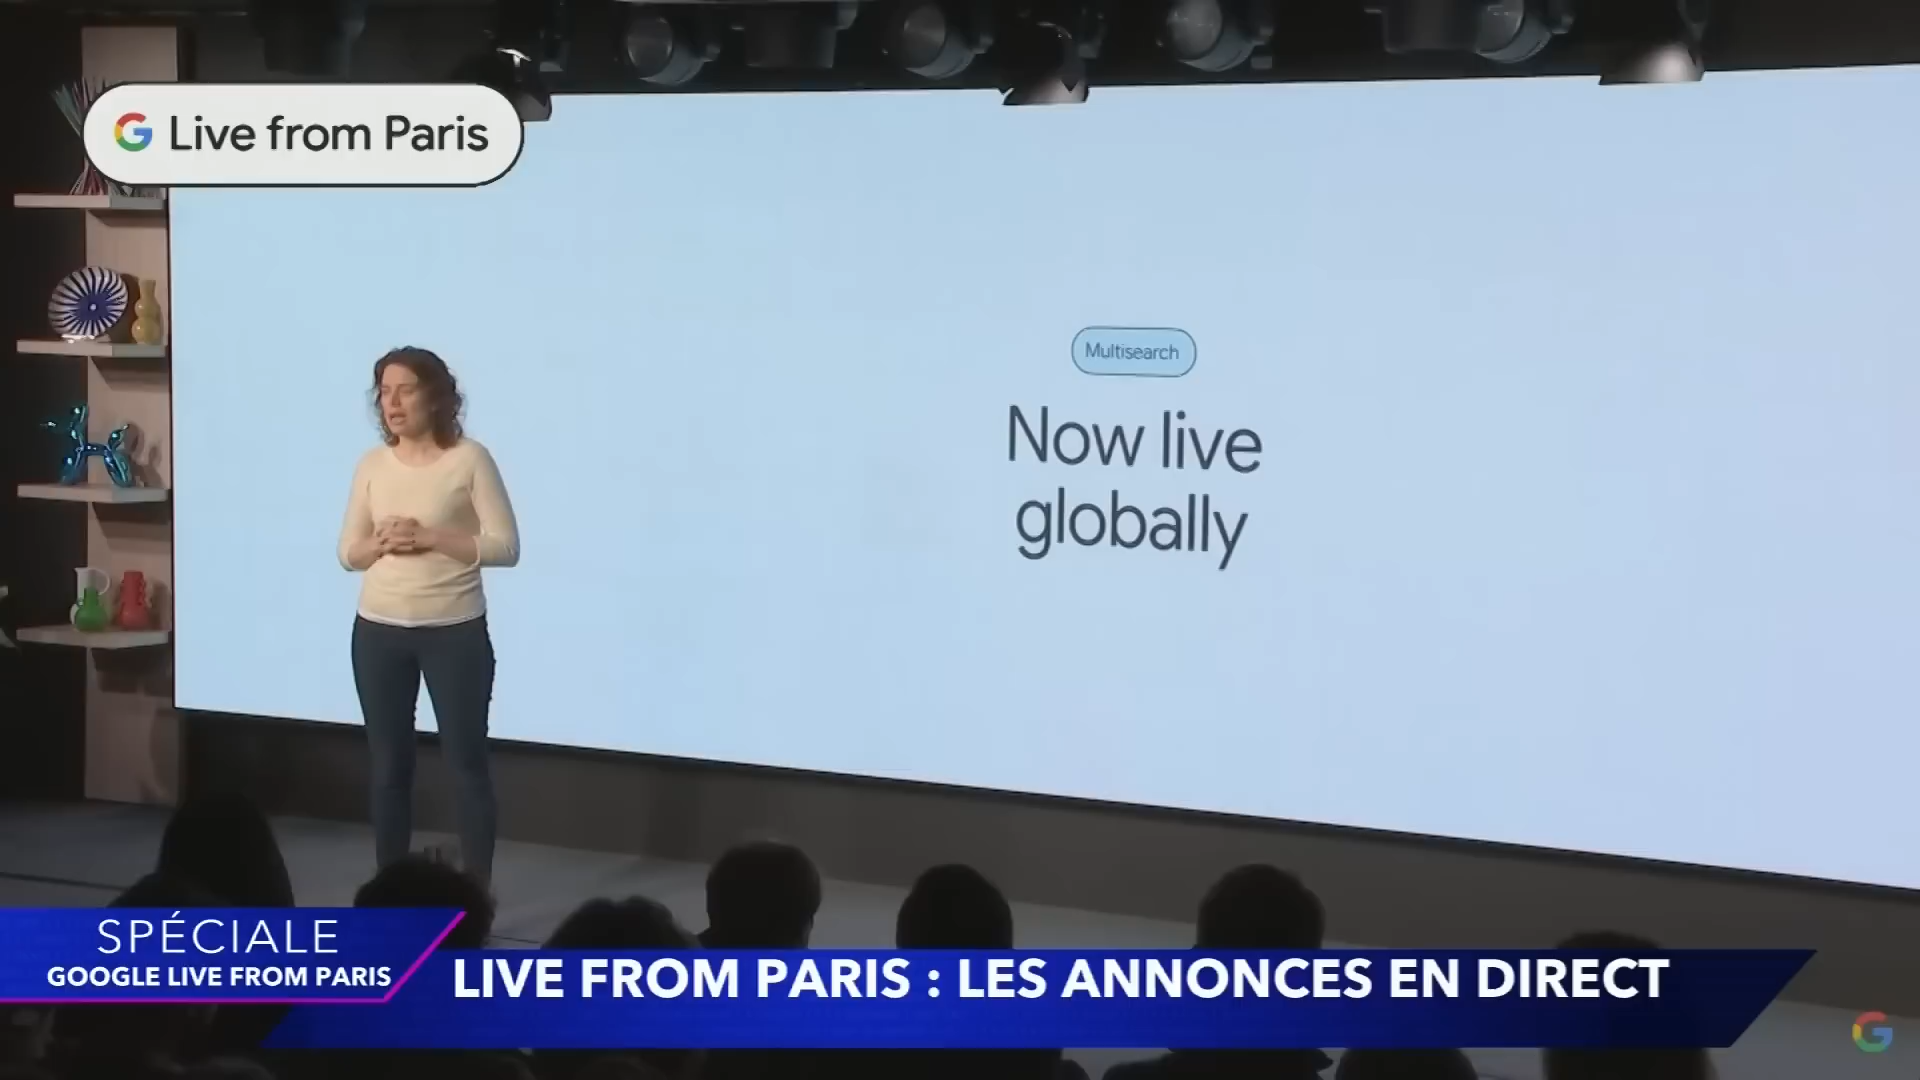 Live from Paris
Multisearch
Now live
globally
SPÉCIALE
GOOGLE LIVE FROM PARIS
LIVE FROM PARIS : LES ANNONCES EN DIRECT